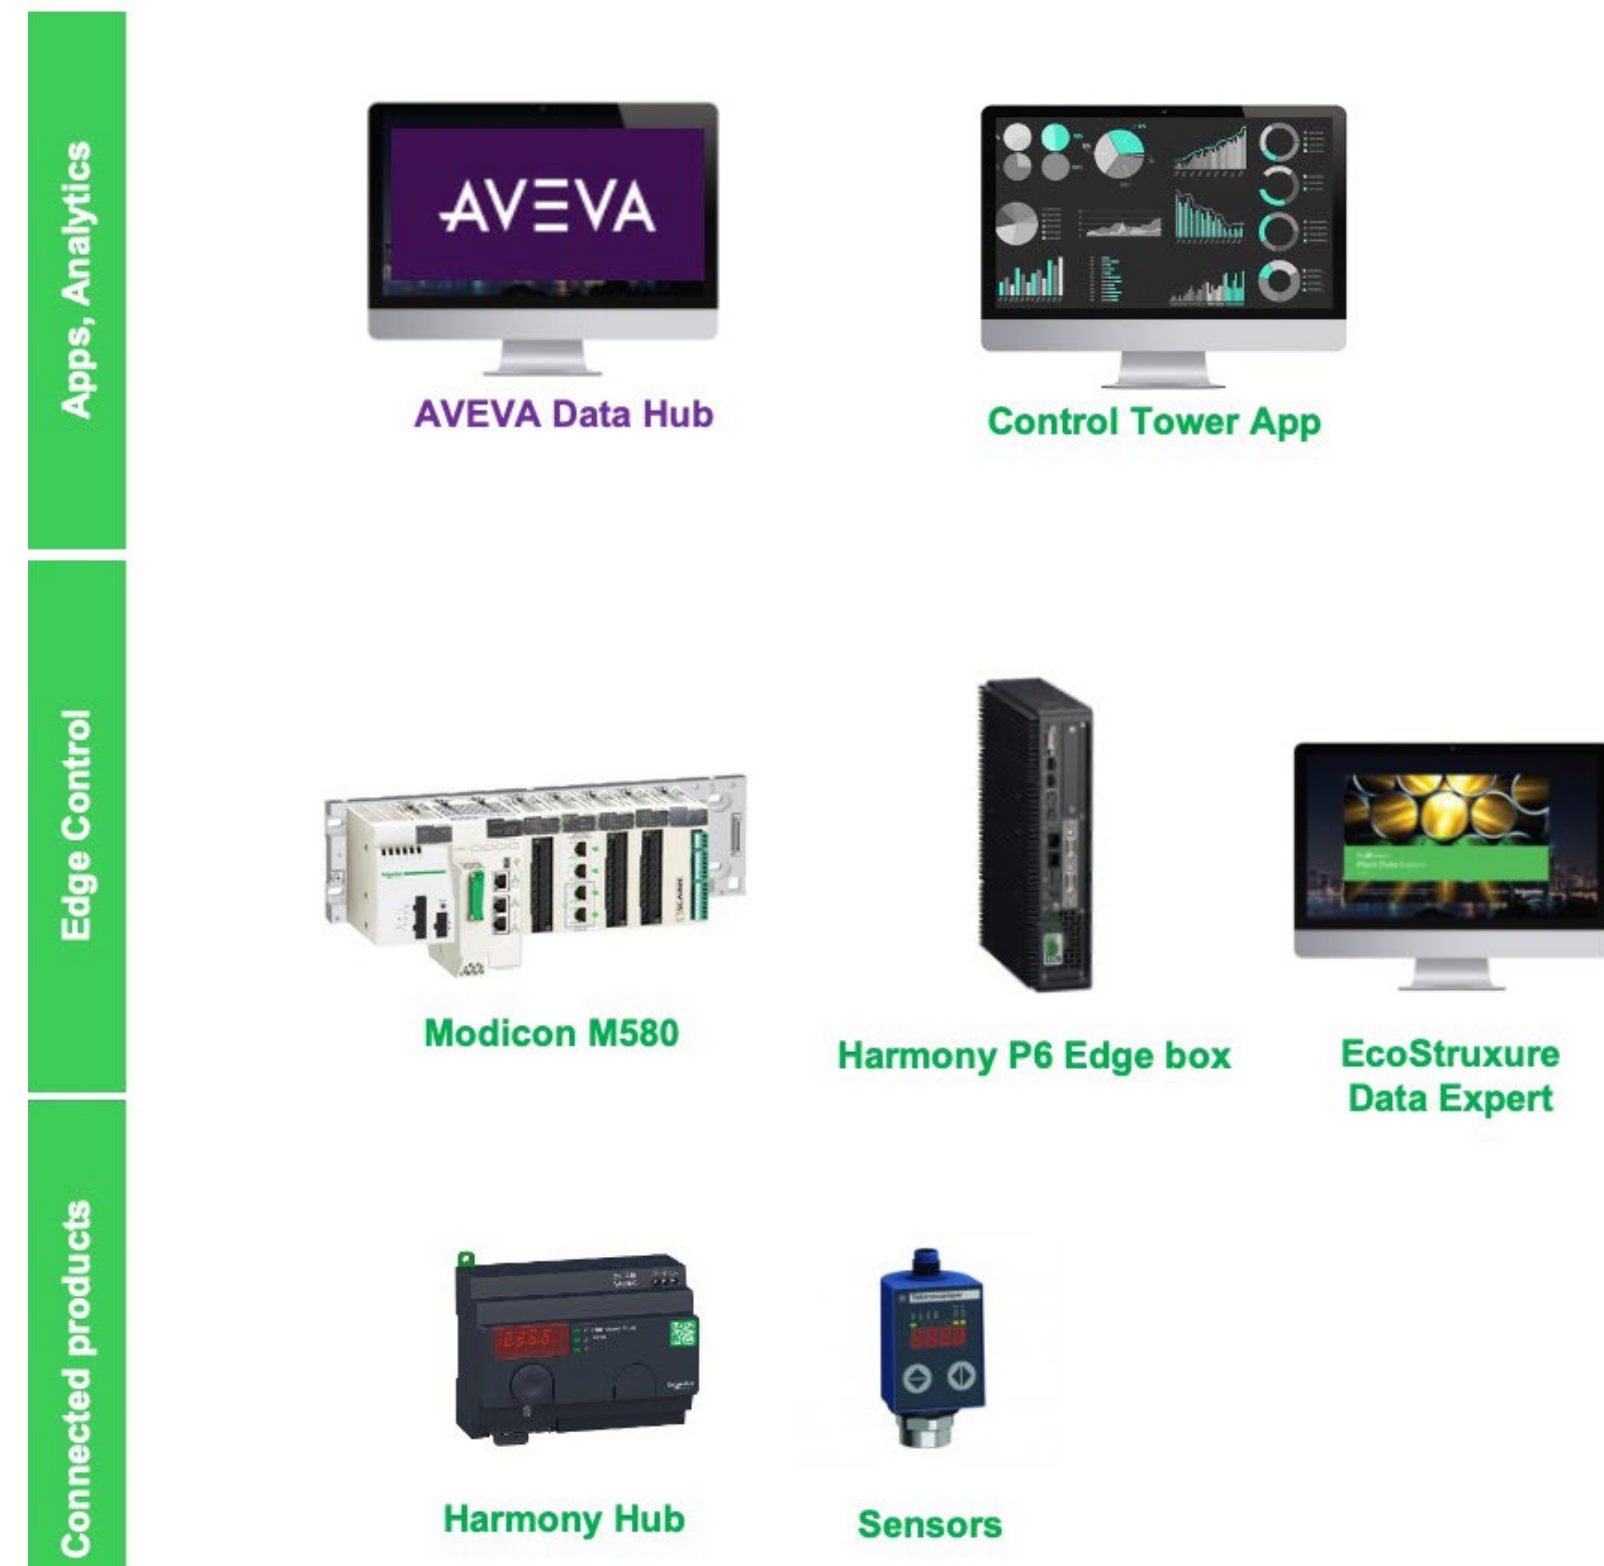 Apps, Analytics
AVEVA
AVEVA Data Hub
Control Tower App
Edge Control
Modicon M580
Harmony P6 Edge box
EcoStruxure
Data Expert
Connected products
Harmony Hub
Sensors